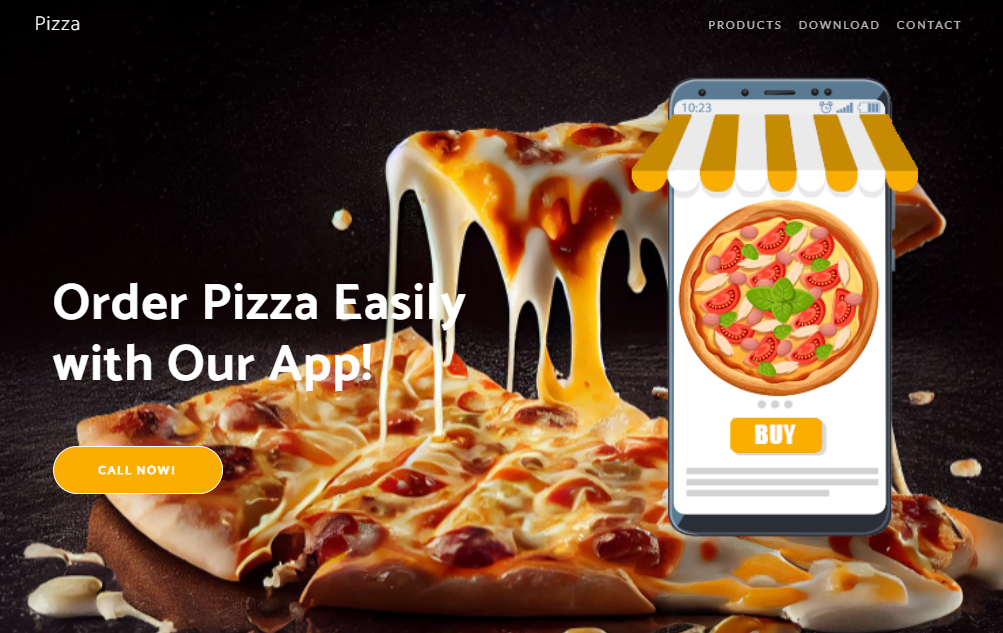 Pizza
PRODUCTS DOWNLOAD CONTACT
10:23
Order Pizza Easily
with Our App!
BUY
CALL NOW!